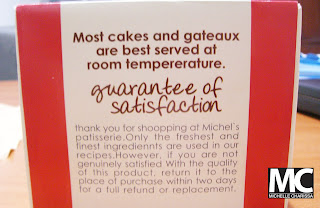 Most cakes and gateaux
are best served at
room tempererature.
guarantee of
satisfaction
thank you for shoopping at Michel's
patisserie.Only the freshest and
finest ingrediennts are used in our
recipes.However, if you are not
genuinely satisfied With the quality
of this product, return it to the
place of purchase within two days
for a full refund or replacement.
MC
MICHELLE CHARISSA